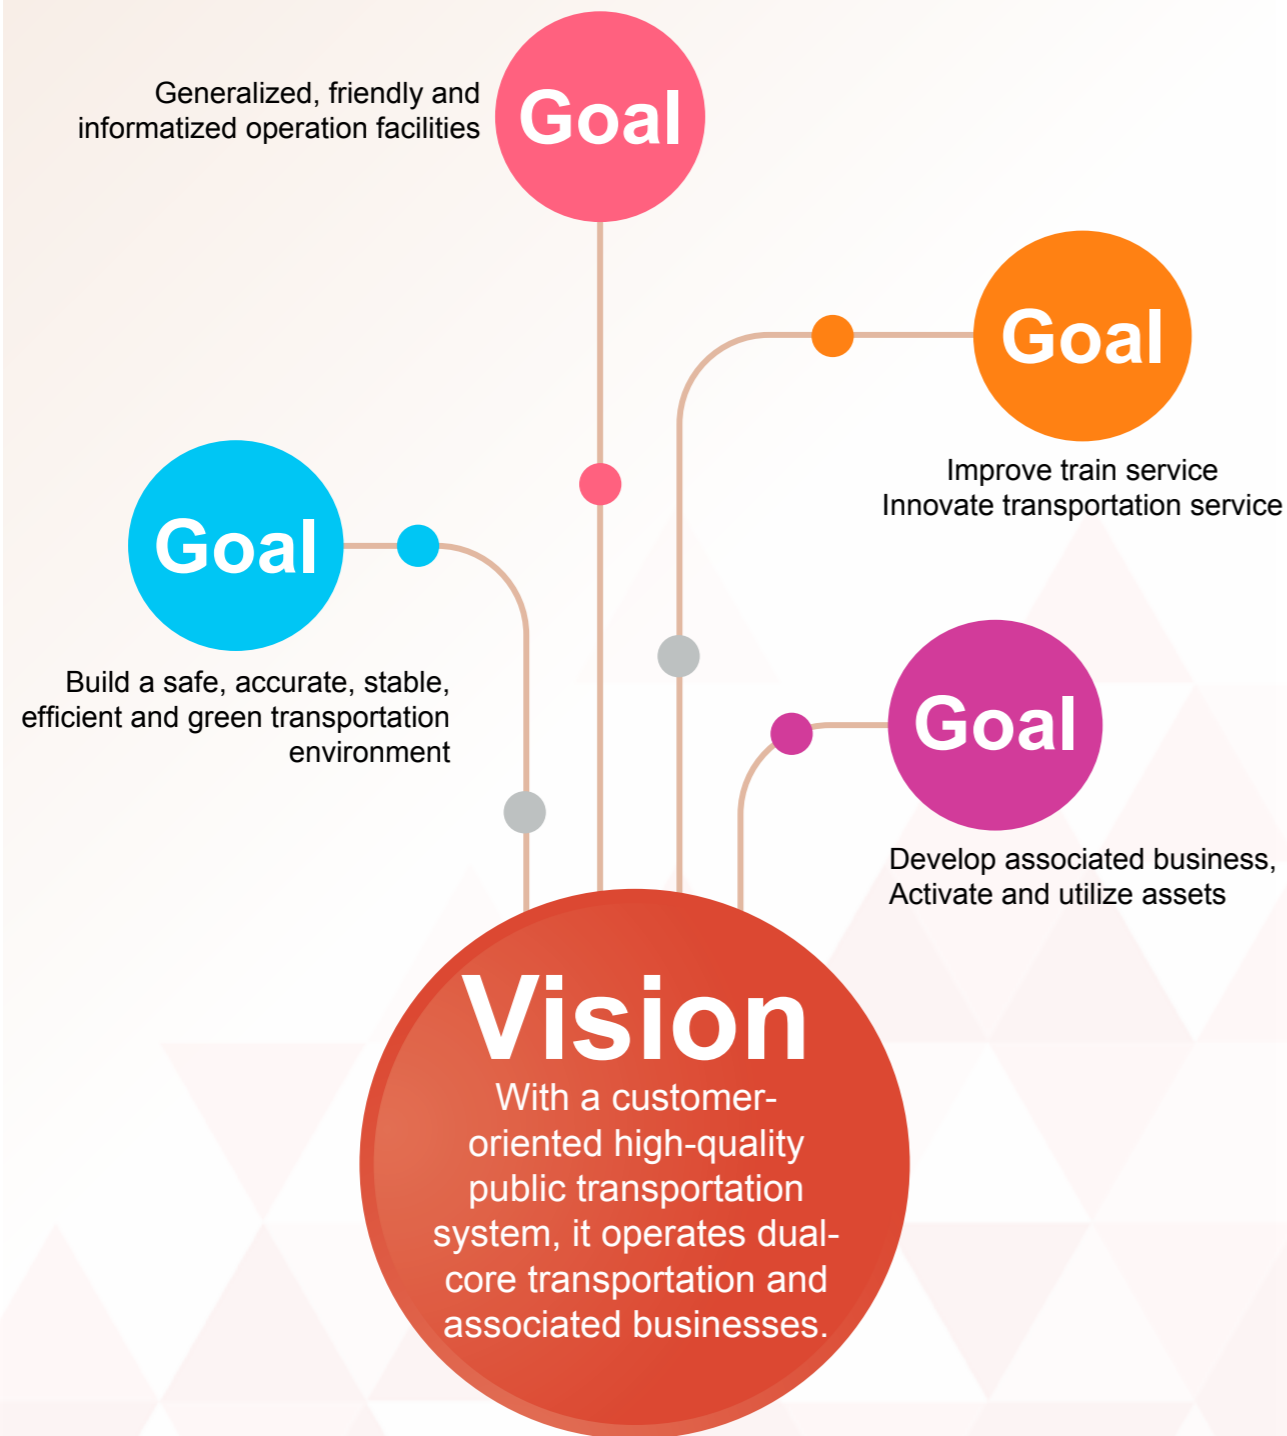 Generalized, friendly and
informatized operation facilities
Goal
Goal
Improve train service
Innovate transportation service
Goal
Build a safe, accurate, stable,
efficient and green transportation
environment
Goal
Develop associated business,
Activate and utilize assets
Vision
With a customer-
oriented high-quality
public transportation
system, it operates dual-
core transportation and
associated businesses.